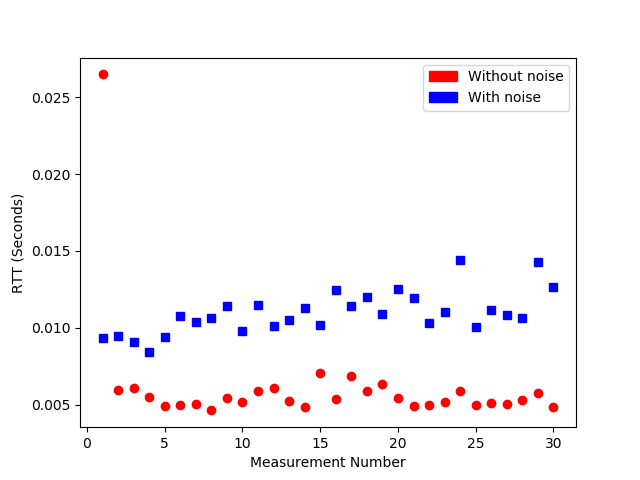 Without noise
With noise
0.025
0.020
0.015
0.010
0.005
RTT (Seconds)
0 5 10 15 20 25 30
Measurement Number